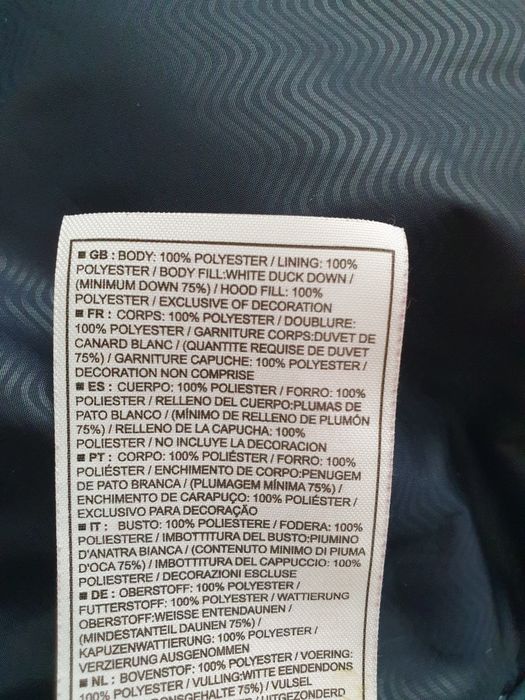 ■ GB : BODY: 100% POLYESTER / LINING: 100%
POLYESTER / BODY FILL:WHITE DUCK DOWN /
(MINIMUM DOWN 75%) / HOOD FILL: 100%
POLYESTER / EXCLUSIVE OF DECORATION
■ FR : CORPS: 100% POLYESTER / DOUBLURE:
100% POLYESTER / GARNITURE CORPS:DUVET DE
CANARD BLANC / (QUANTITE REQUISE DE DUVET
75%) / GARNITURE CAPUCHE: 100% POLYESTER /
DECORATION NON COMPRISE
■ ES : CUERPO: 100% POLIESTER / FORRO: 100%
POLIESTER / RELLENO DEL CUERPO:PLUMAS DE
PATO BLANCO / (MÍNIMO DE RELLENO DE PLUMÓN
75%) / RELLENO DE LA CAPUCHA: 100%
POLIESTER / NO INCLUYE LA DECORACION
■ PT : CORPO: 100% POLIÉSTER / FORRO: 100%
POLIÉSTER / ENCHIMENTO DE CORPO:PENUGEM
DE PATO BRANCA / (PLUMAGEM MÍNIMA 75%) /
ENCHIMENTO DE CARAPUÇO: 100% POLIÉSTER /
EXCLUSIVO PARA DECORAÇÃO
■ IT : BUSTO: 100% POLIESTERE / FODERA: 100%
POLIESTERE / IMBOTTITURA DEL BUSTO:PIUMINO
D'ANATRA BIANCA / (CONTENUTO MINIMO DI PIUMA
D'OCA 75%) / IMBOTTITURA DEL CAPPUCCIO: 100%
POLIESTERE / DECORAZIONI ESCLUSE
■ DE : OBERSTOFF: 100% POLYESTER /
FUTTERSTOFF: 100% POLYESTER / WATTIERUNG
OBERSTOFF:WEISSE ENTENDAUNEN /
(MINDESTANTEIL DAUNEN 75%) /
KAPUZENWATTIERUNG: 100% POLYESTER /
VERZIERUNG AUSGENOMMEN
■ NL : BOVENSTOF: 100% POLYESTER / VOERING:
100% POLYESTER / VULLING:WITTE EENDENDONS
/ VULSEL